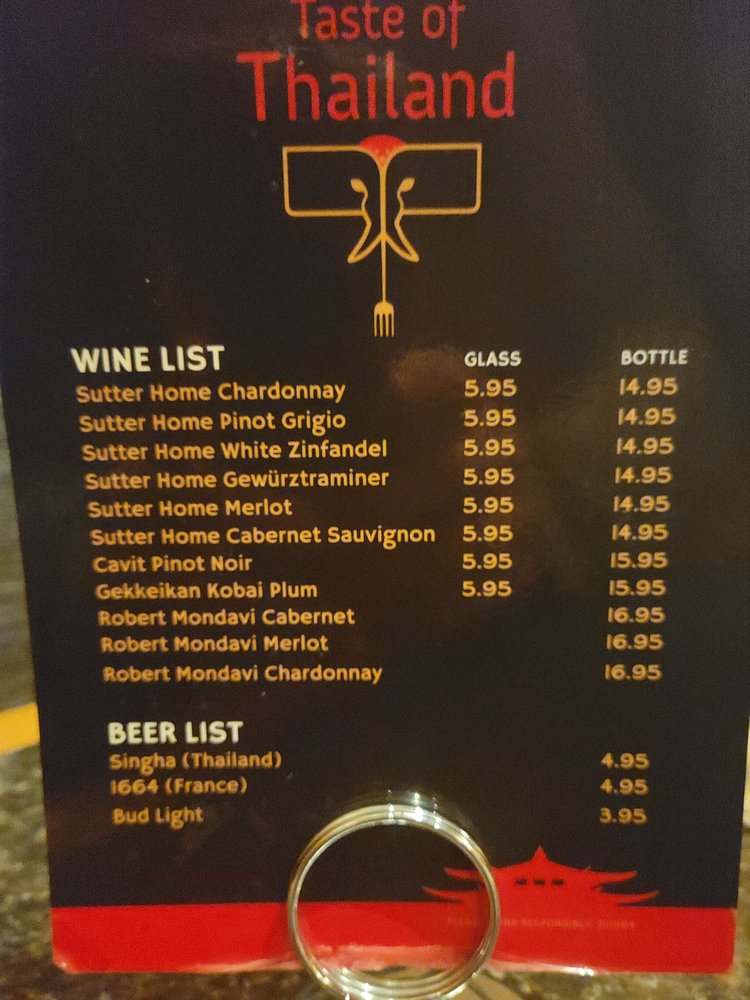 Taste of
Thailand
WINE LIST GLASS BOTTLE
Sutter Home Chardonnay 5.95 14.95
Sutter Home Pinot Grigio 5.95 14.95
Sutter Home White Zinfandel 5.95 14.95
Sutter Home Gewürztraminer 5.95 14.95
Sutter Home Merlot 5.95 14.95
Sutter Home Cabernet Sauvignon 5.95 14.95
Cavit Pinot Noir 5.95 15.95
Gekkeikan Kobai Plum 5.95 15.95
Robert Mondavi Cabernet 16.95
Robert Mondavi Merlot 16.95
Robert Mondavi Chardonnay 16.95
BEER LIST
Singha (Thailand) 4.95
1664 (France) 4.95
Bud Light 3.95
RESPONSIBLY